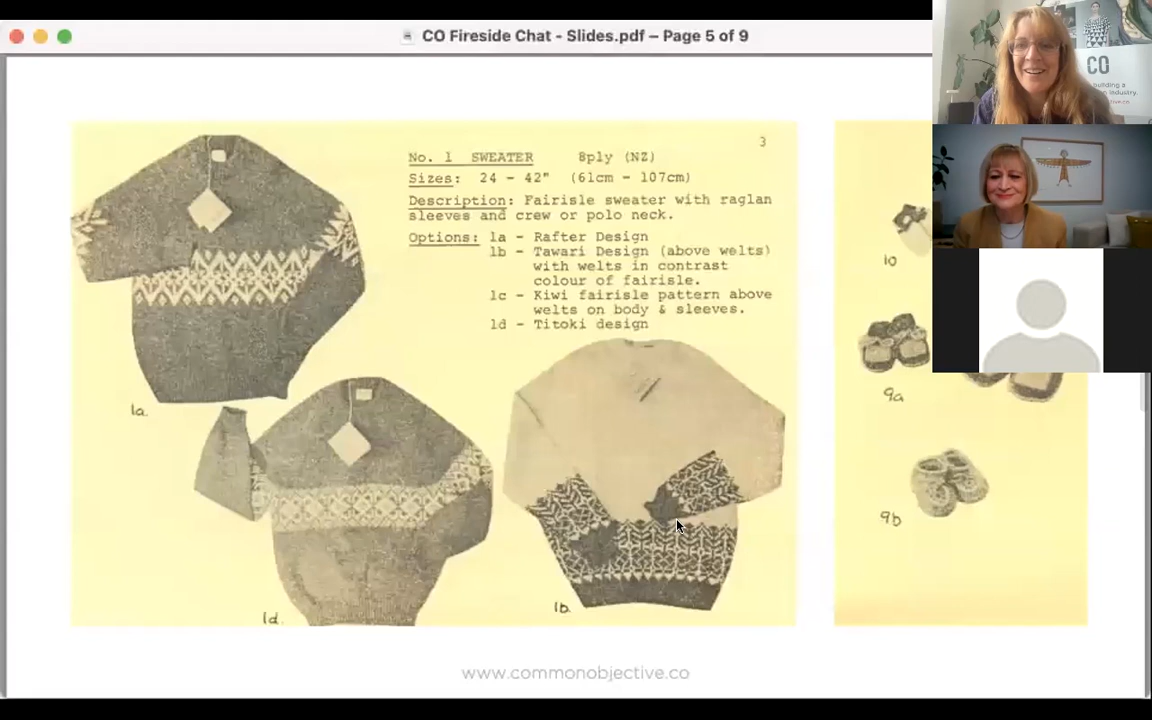 CO Fireside Chat - Slides.pdf – Page 5 of 9
3
No. 1 SWEATER 8ply (NZ)
Sizes: 24 - 42" (61cm - 107cm)
Description: Fairisle sweater with raglan
sleeves and crew or polo neck.
Options: 1a - Rafter Design
1b - Tawari Design (above welts)
with welts in contrast
colour of fairisle.
1c - Kiwi fairisle pattern above
welts on body & sleeves.
1d - Titoki design
1a.
1d.
1b.
10
9a
9b
www.commonobjective.co
CO
building a
industry.